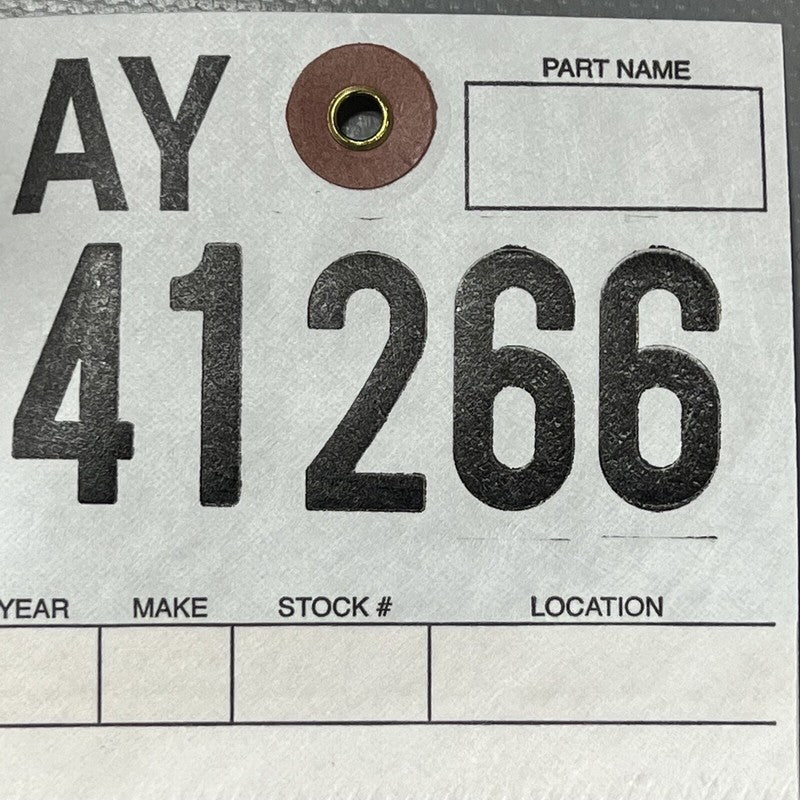 AY
PART NAME
41266
YEAR MAKE STOCK # LOCATION